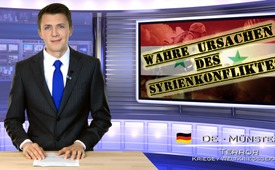 WAHRE URSACHEN
DES
SYRIENKONFLIKTES
DE - MÜNSTE
TERROR